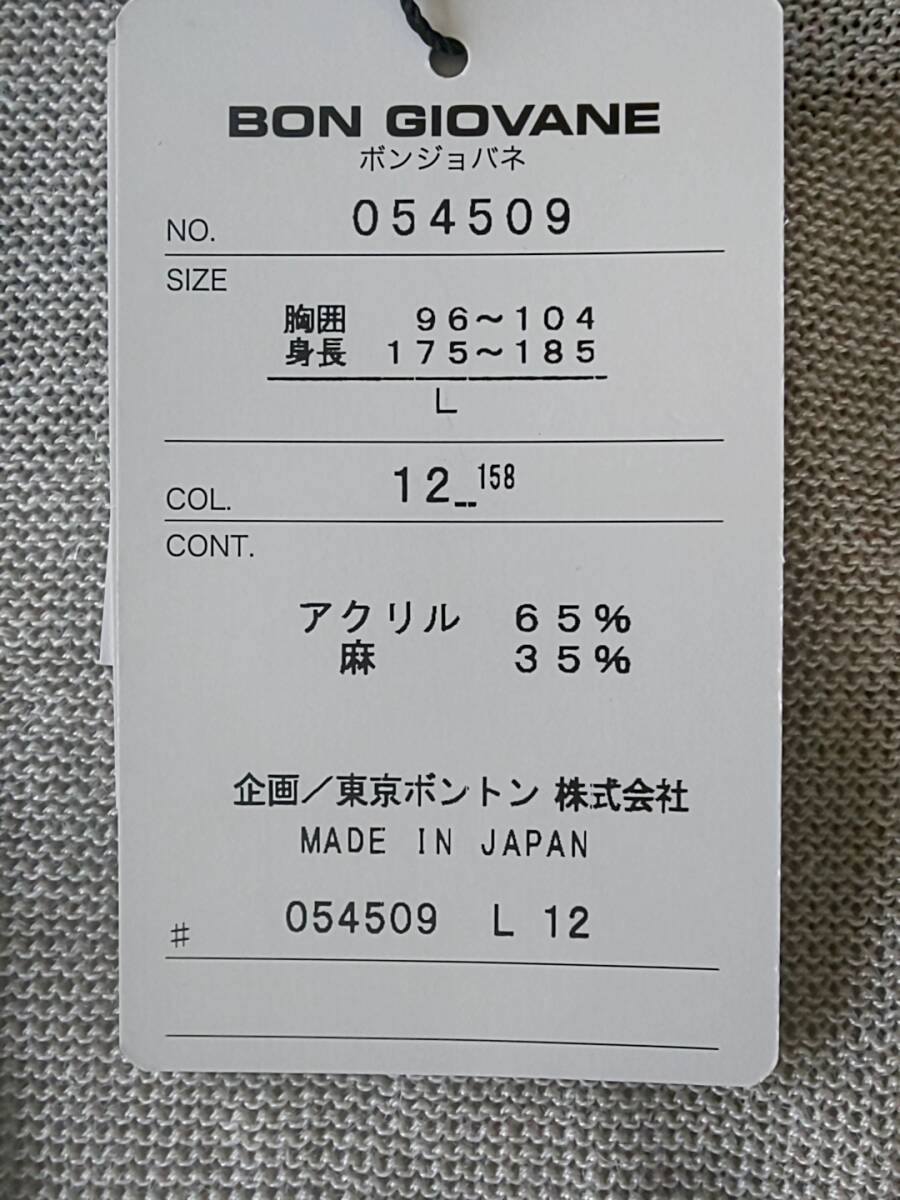 BON GIOVANE
ボンジョバネ
NO. 054509
SIZE
胸囲 96〜104
身長 175〜185
L
COL. 12__158
CONT.
アクリル 65%
麻 35%
企画/東京ボントン 株式会社
MADE IN JAPAN
# 054509 L 12